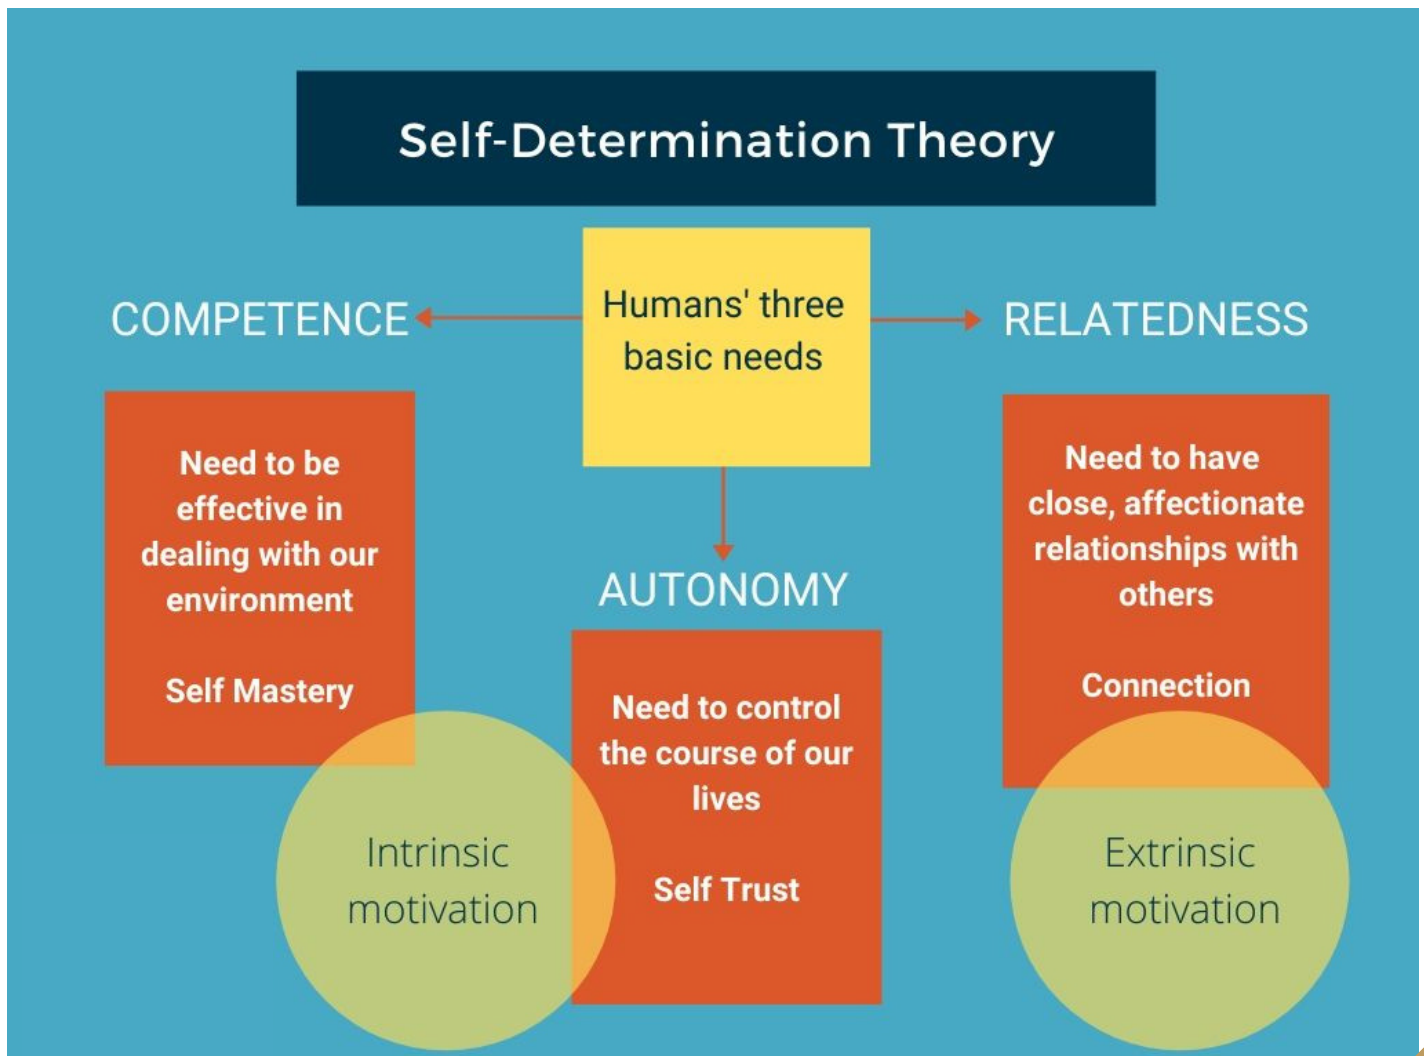 Self-Determination Theory
Humans' three
basic needs
COMPETENCE
Need to be
effective in
dealing with our
environment
Self Mastery
AUTONOMY
Need to control
the course of our
lives
Self Trust
RELATEDNESS
Need to have
close, affectionate
relationships with
others
Connection
Intrinsic
motivation
Extrinsic
motivation